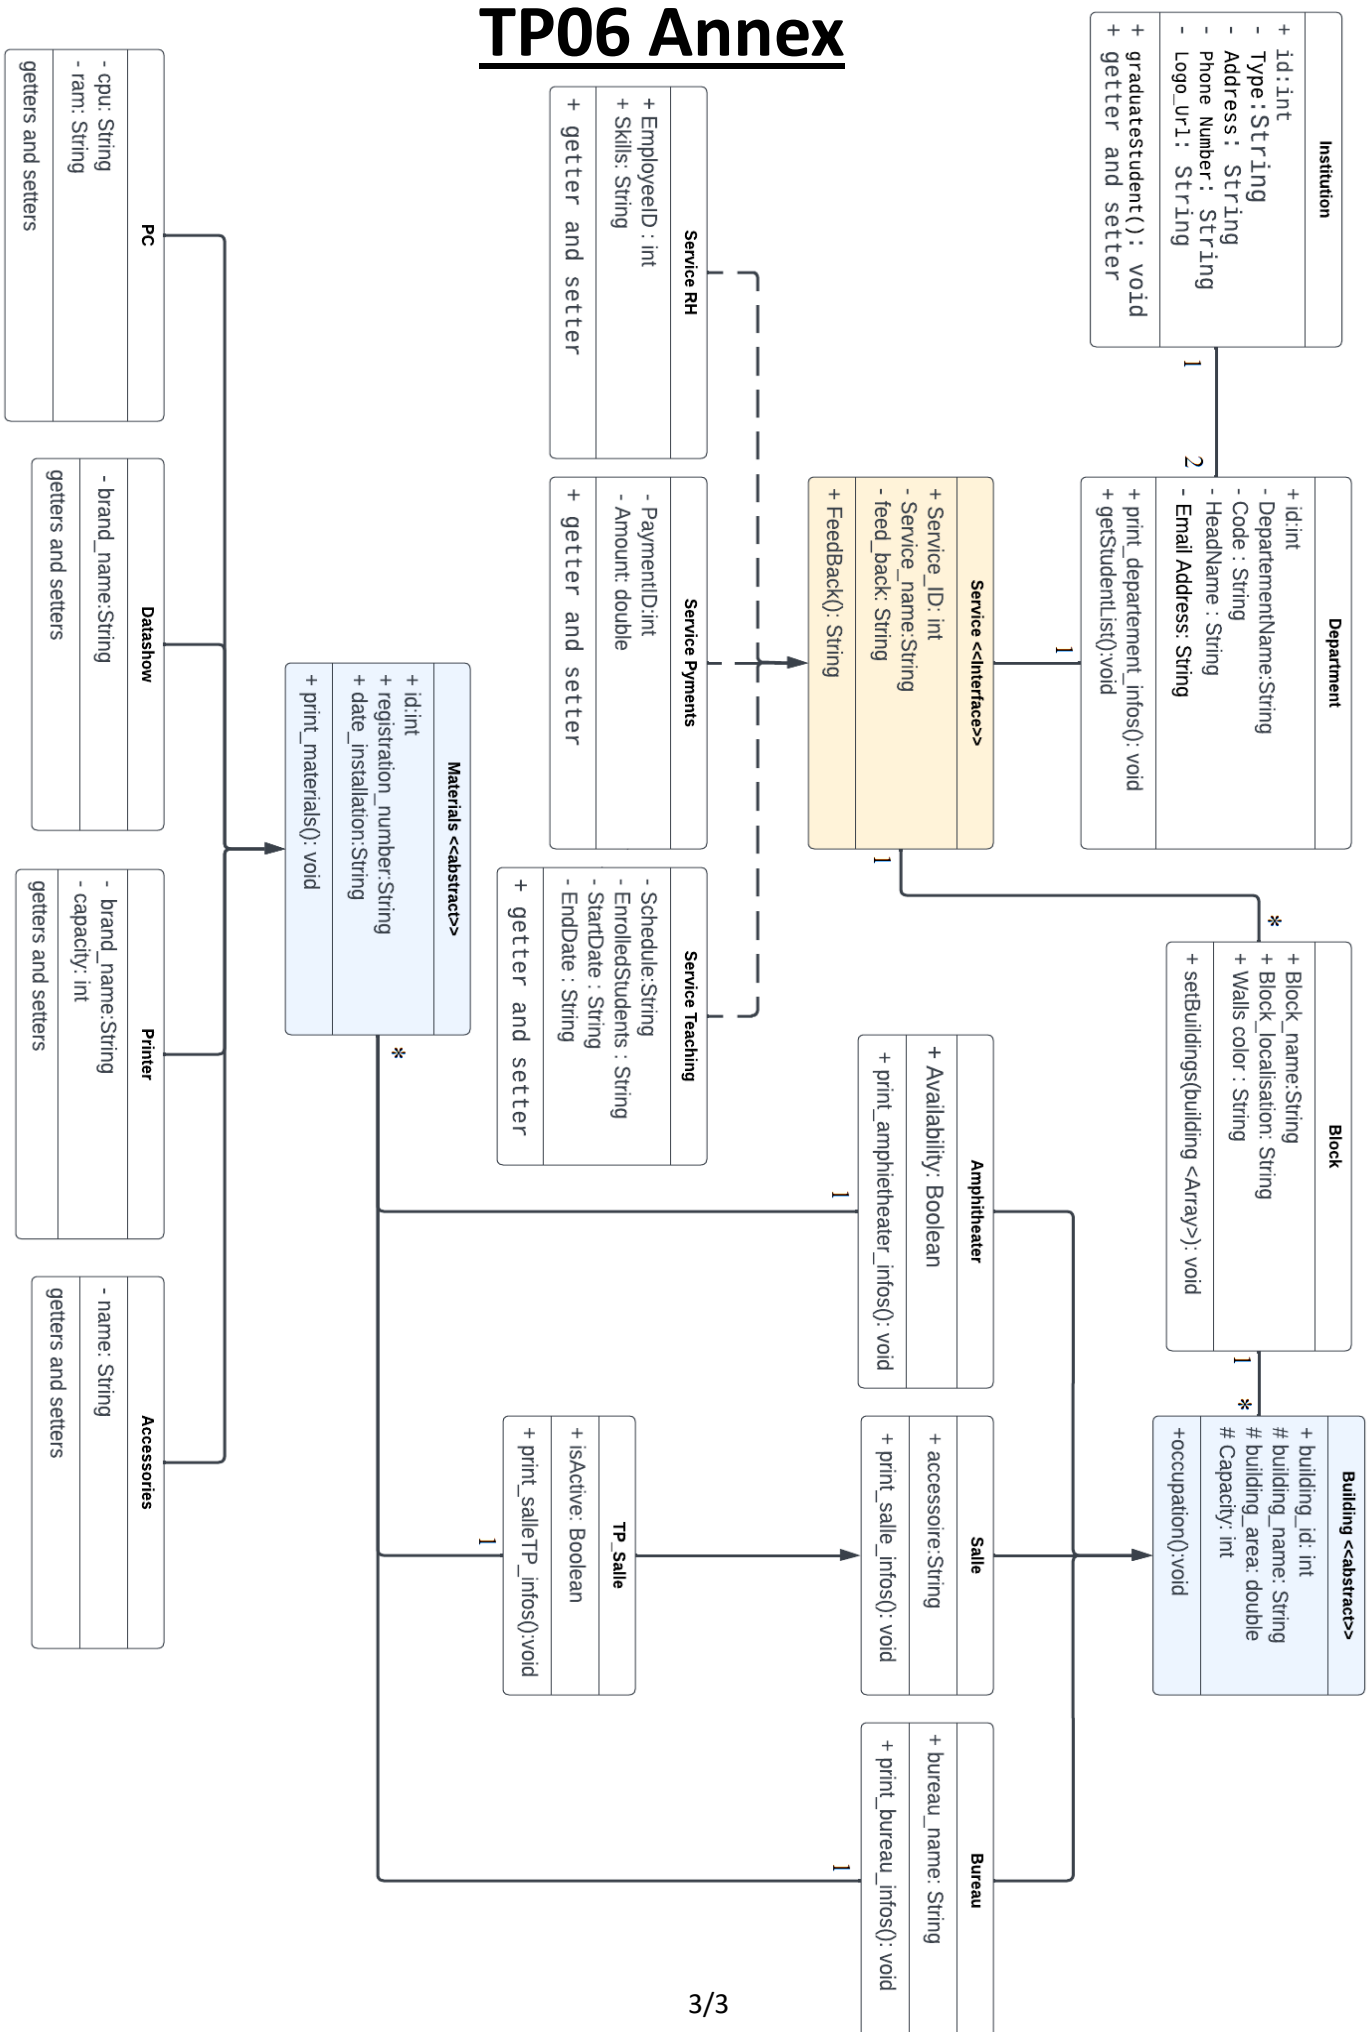 TP06 Annex
Institution
+ id:int
- Type:String
- Address: String
- Phone Number: String
- Logo_Url: String
+ graduateStudent(): void
+ getter and setter
1
2
Department
+ id:int
- DepartementName:String
- Code : String
- HeadName : String
- Email Address: String
+ print_departement_infos(): void
+ getStudentList():void
1
Block
+ Block_name:String
+ Block_localisation: String
+ Walls color : String
+ setBuildings(building <Array>): void
*
1
*
Building <<abstract>>
+ building_id: int
# building_name: String
# building_area: double
# Capacity: int
+occupation():void
Service <<Interface>>
+ Service_ID: int
- Service_name:String
- feed_back: String
+ FeedBack(): String
1
Amphitheater
+ Availability: Boolean
+ print_amphietheater_infos(): void
1
Salle
+ accessoire:String
+ print_salle_infos(): void
Bureau
+ bureau_name: String
+ print_bureau_infos(): void
1
Service RH
+ EmployeeID : int
+ Skills: String
+ getter and setter
Service Pyments
- PaymentID:int
- Amount: double
+ getter and setter
Service Teaching
- Schedule:String
- EnrolledStudents : String
- StartDate : String
- EndDate : String
+ getter and setter
TP_Salle
+ isActive: Boolean
+ print_salleTP_infos():void
1
Materials <<abstract>>
+ id:int
+ registration_number:String
+ date_installation:String
+ print_materials(): void
*
PC
- cpu: String
- ram: String
getters and setters
Datashow
- brand_name:String
getters and setters
Printer
- brand_name:String
- capacity: int
getters and setters
Accessories
- name: String
getters and setters
3/3